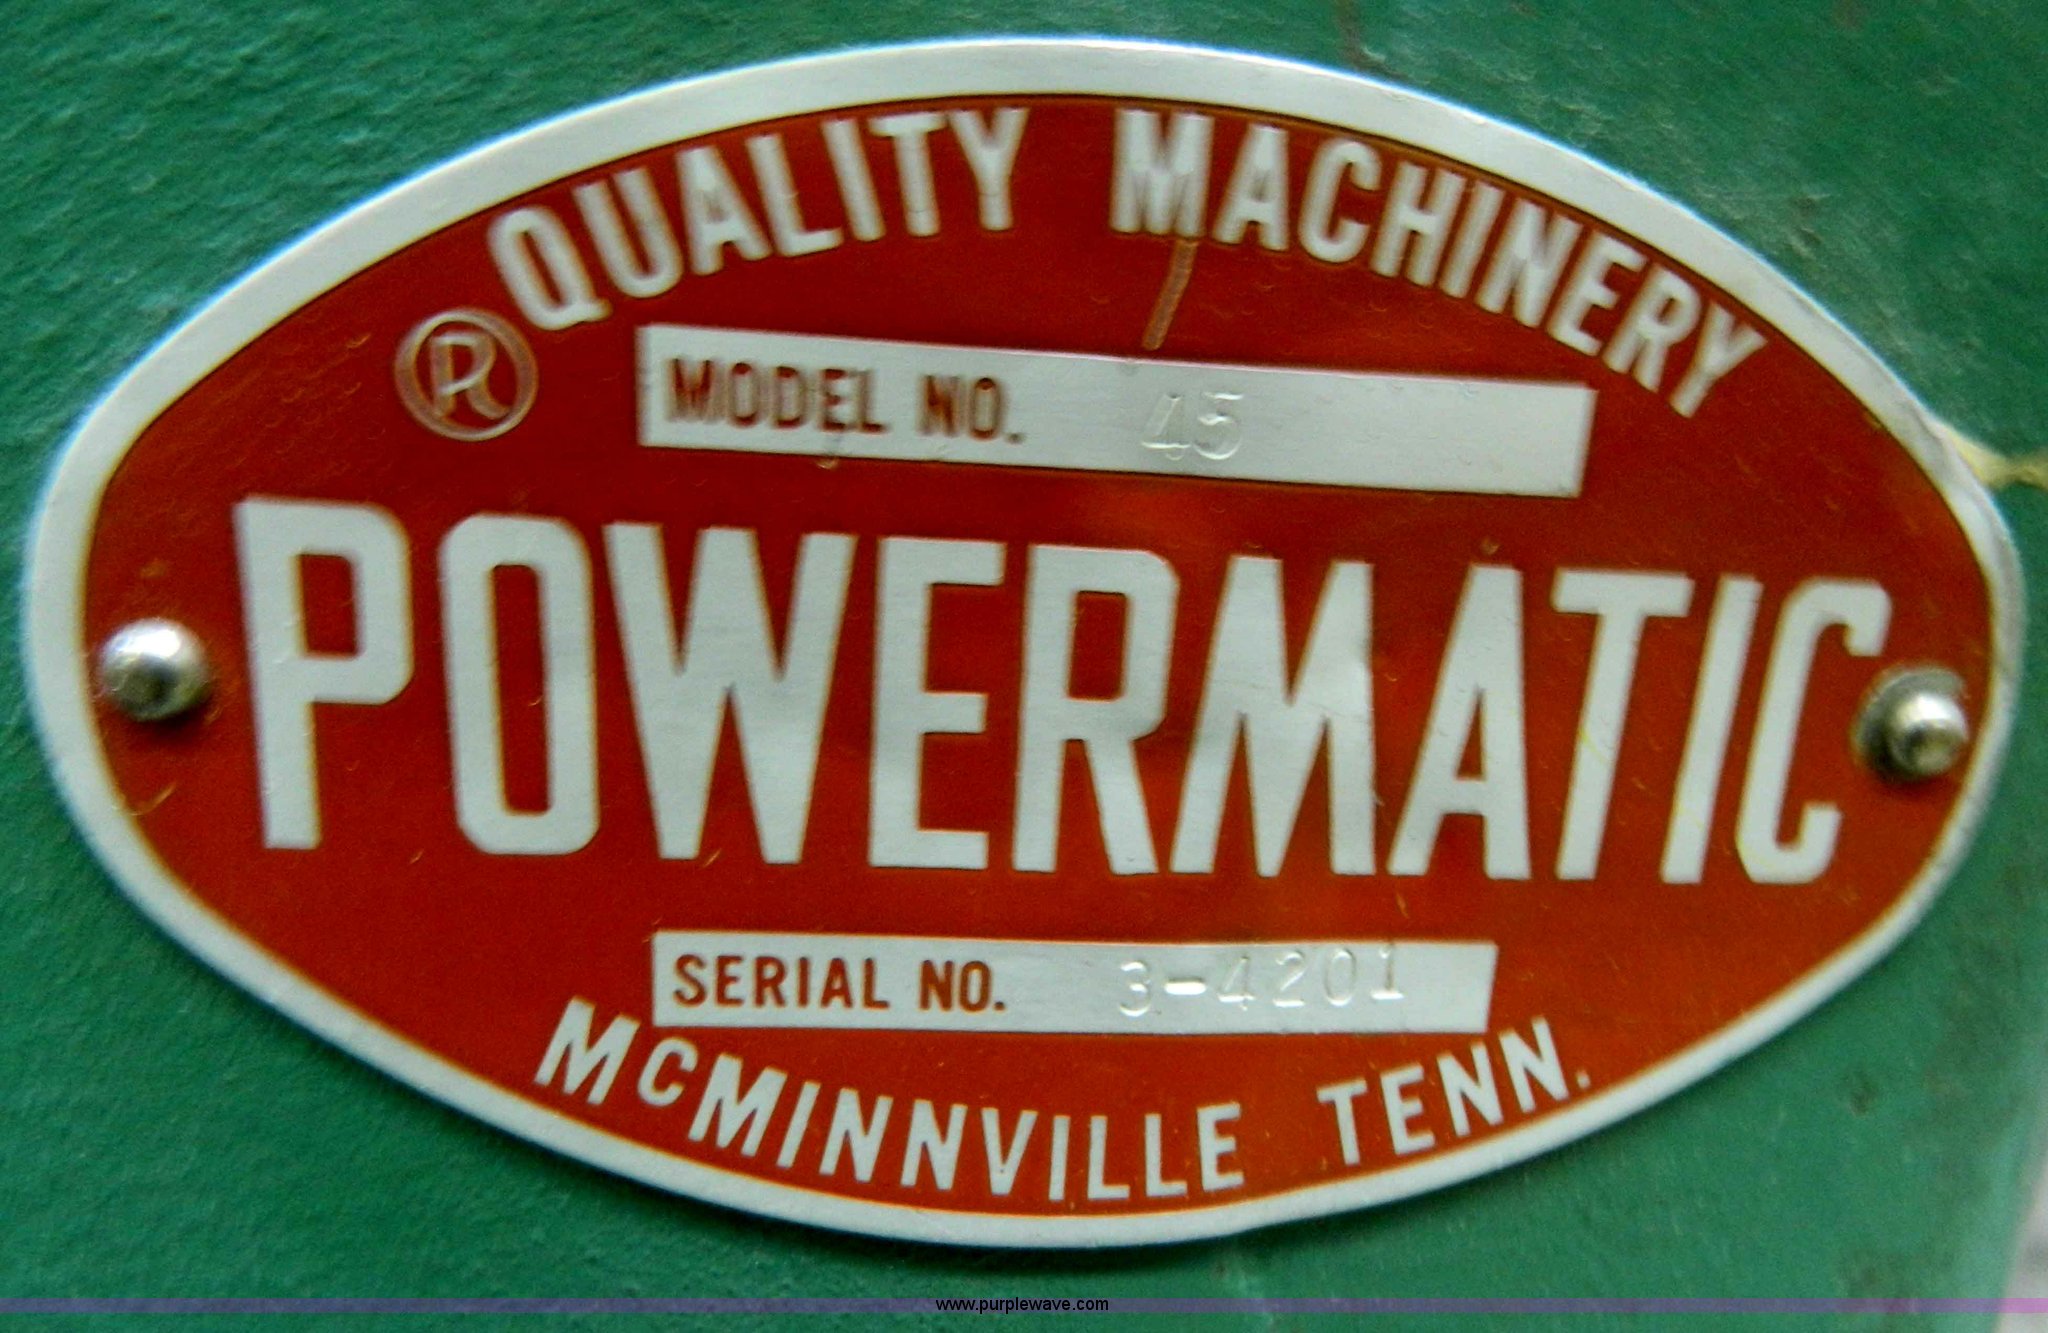 QUALITY MACHINERY
®
MODEL NO. 45
POWERMATIC
SERIAL NO. 3-4201
McMINNVILLE TENN.
www.purplewave.com